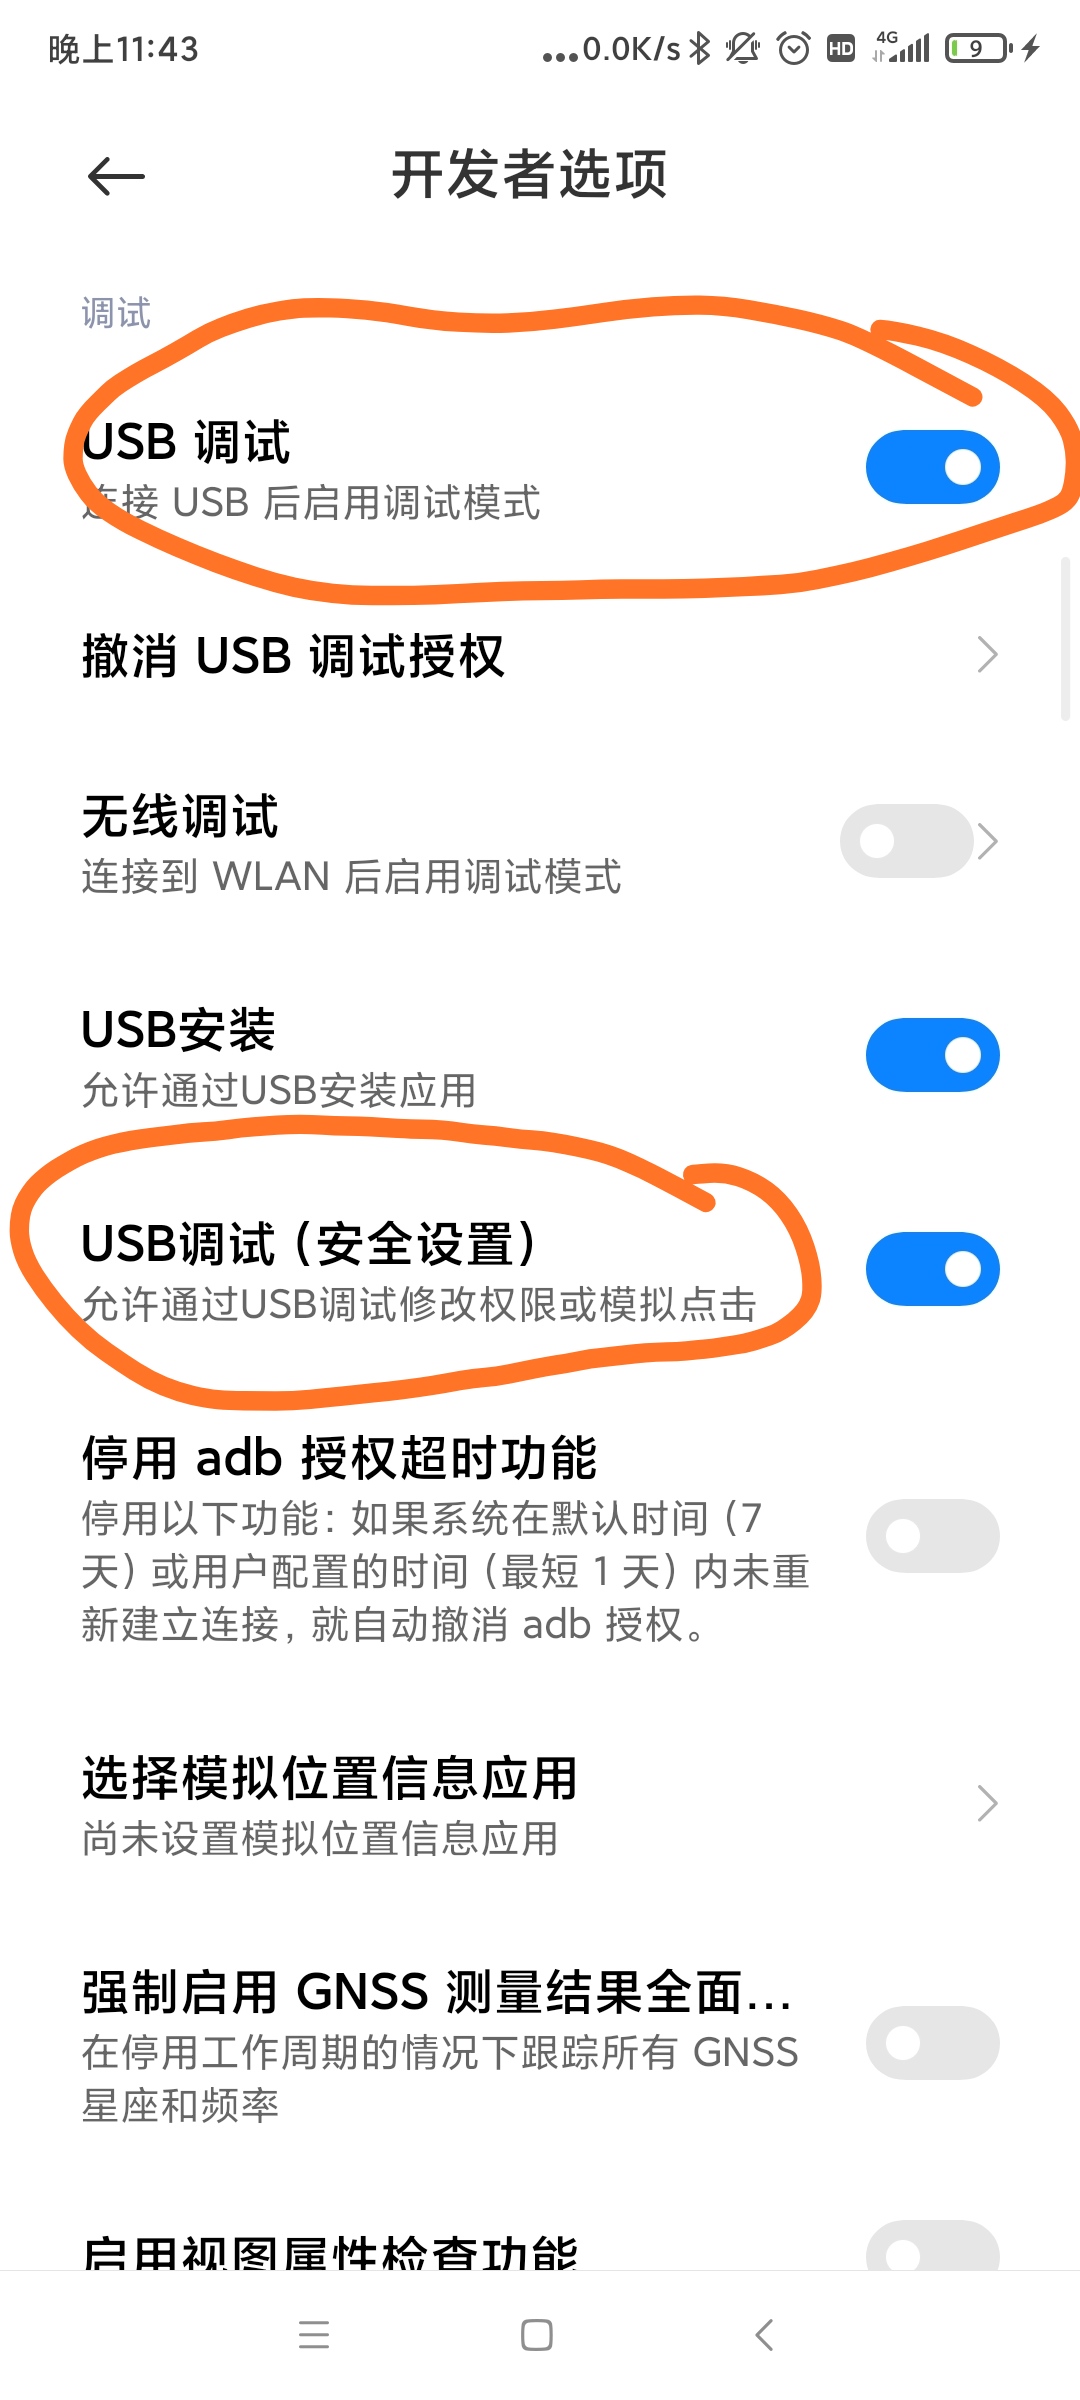 晚上11:43
...0.0K/s
HD
4G
9
开发者选项
调试
USB 调试
连接 USB 后启用调试模式
撤消 USB 调试授权
无线调试
连接到 WLAN 后启用调试模式
USB安装
允许通过USB安装应用
USB调试（安全设置）
允许通过USB调试修改权限或模拟点击
停用 adb 授权超时功能
停用以下功能：如果系统在默认时间（7
天）或用户配置的时间（最短 1 天）内未重
新建立连接，就自动撤消 adb 授权。
选择模拟位置信息应用
尚未设置模拟位置信息应用
强制启用 GNSS 测量结果全面...
在停用工作周期的情况下跟踪所有 GNSS
星座和频率
启用视图属性检查功能